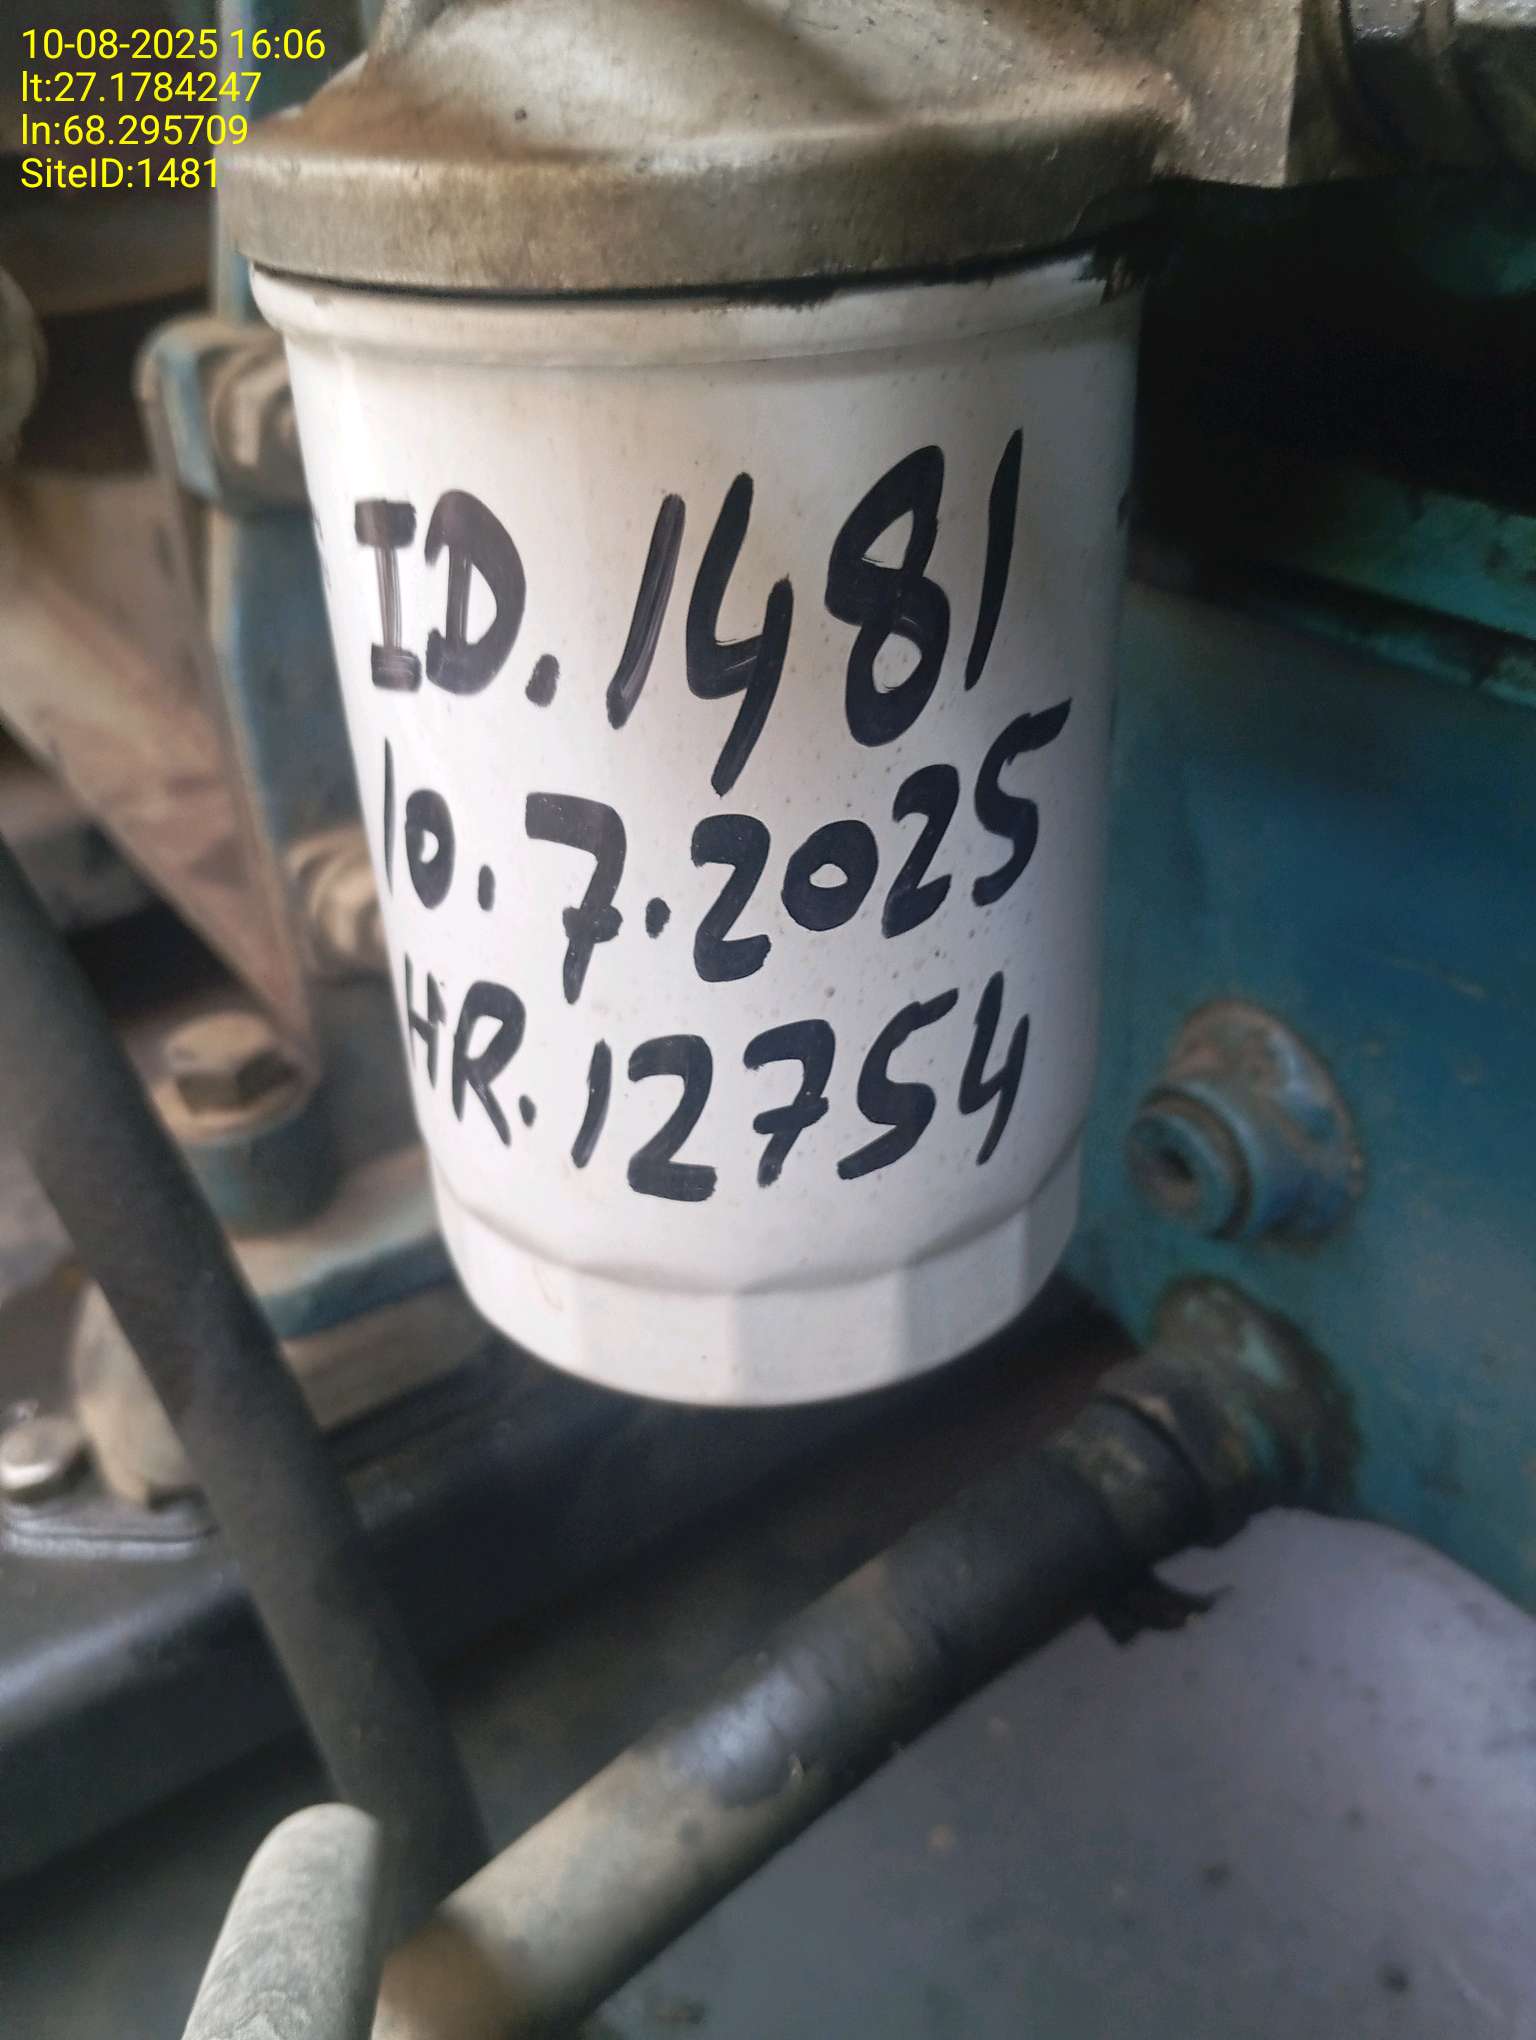 10-08-2025 16:06
lt:27.1784247
ln:68.295709
SiteID:1481
ID. 1481
10.7.2025
HR. 12754